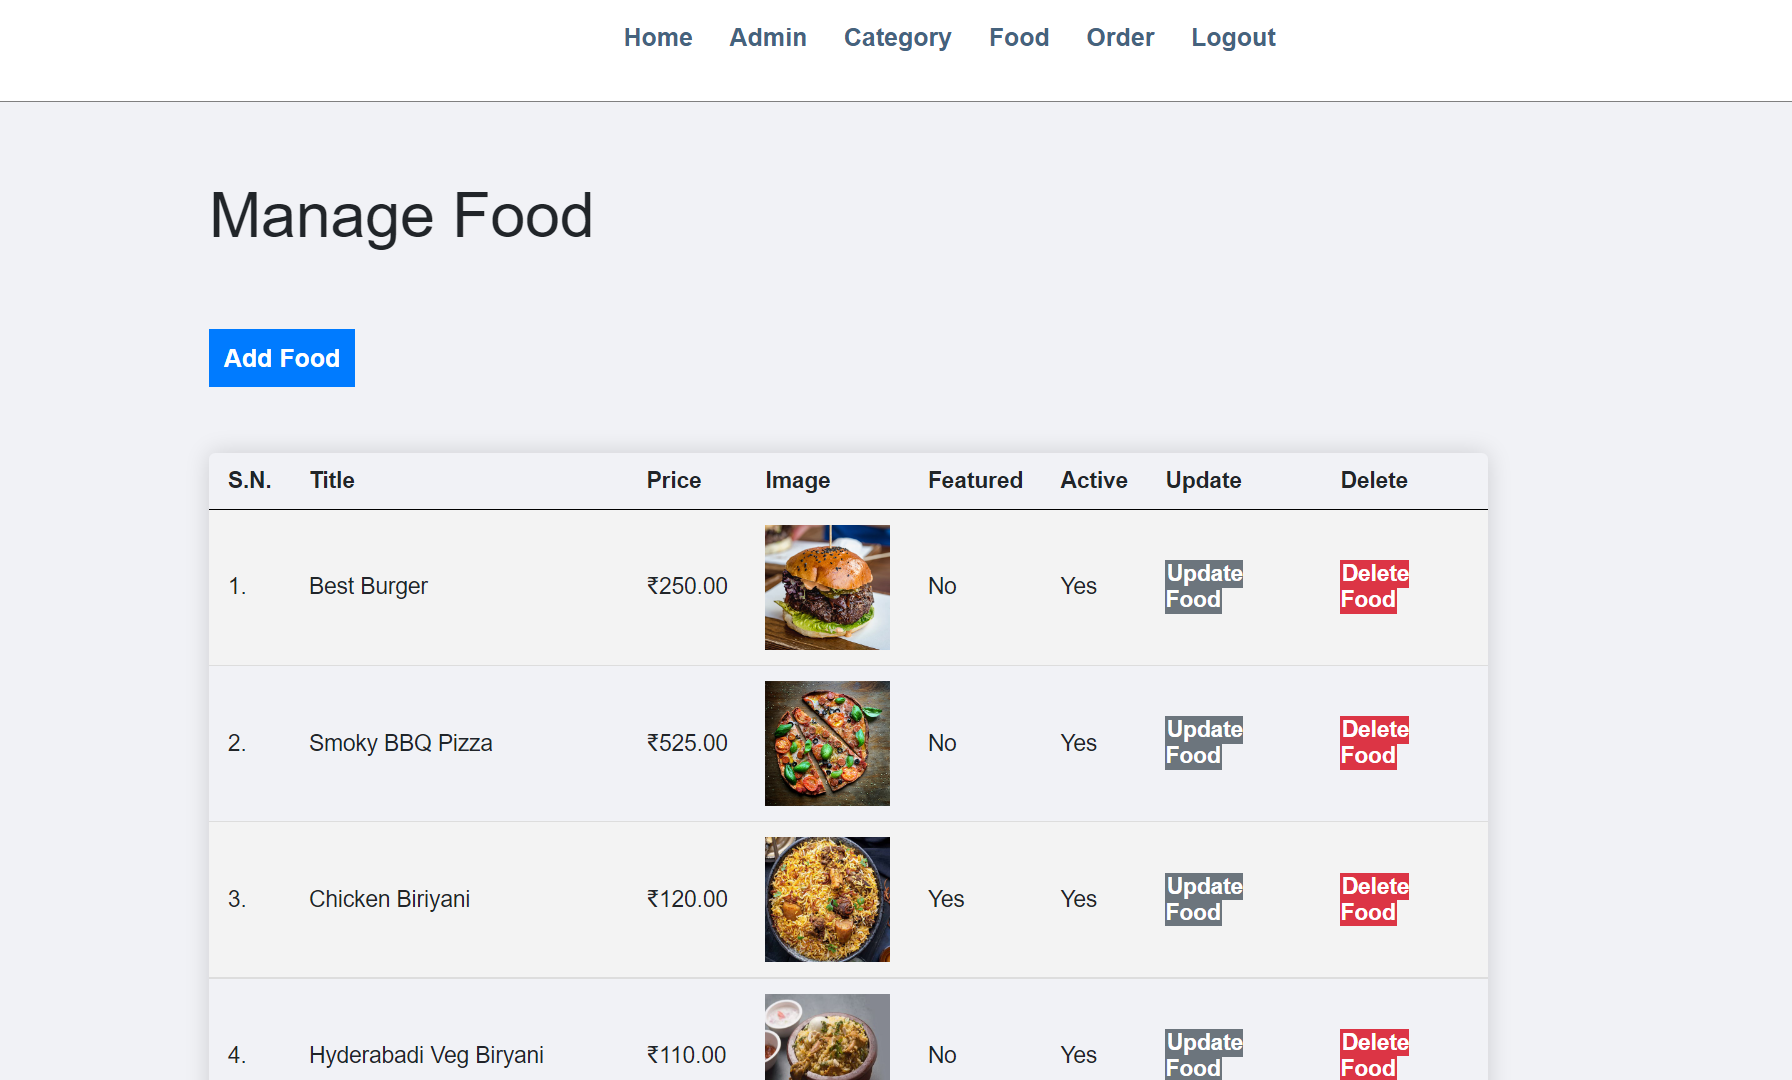 Home Admin Category Food Order Logout
Manage Food
Add Food
S.N. Title Price Image Featured Active Update Delete
1. Best Burger ₹250.00 No Yes Update Food Delete Food
2. Smoky BBQ Pizza ₹525.00 No Yes Update Food Delete Food
3. Chicken Biriyani ₹120.00 Yes Yes Update Food Delete Food
4. Hyderabadi Veg Biryani ₹110.00 No Yes Update Food Delete Food